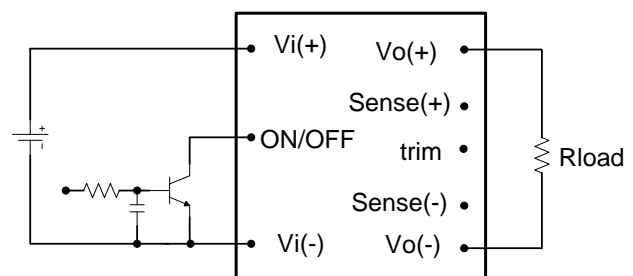 Vi(+)
Vo(+)
Sense(+)
ON/OFF
trim
Rload
Sense(-)
Vi(-)
Vo(-)
+
-